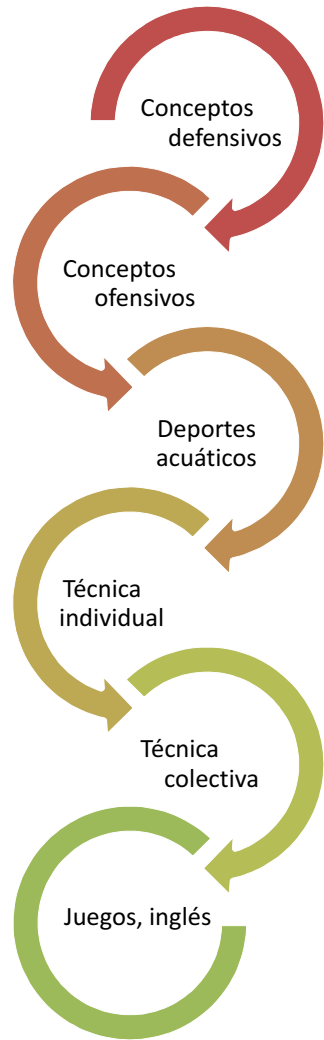 Conceptos
defensivos
Conceptos
ofensivos
Deportes
acuáticos
Técnica
individual
Técnica
colectiva
Juegos, inglés